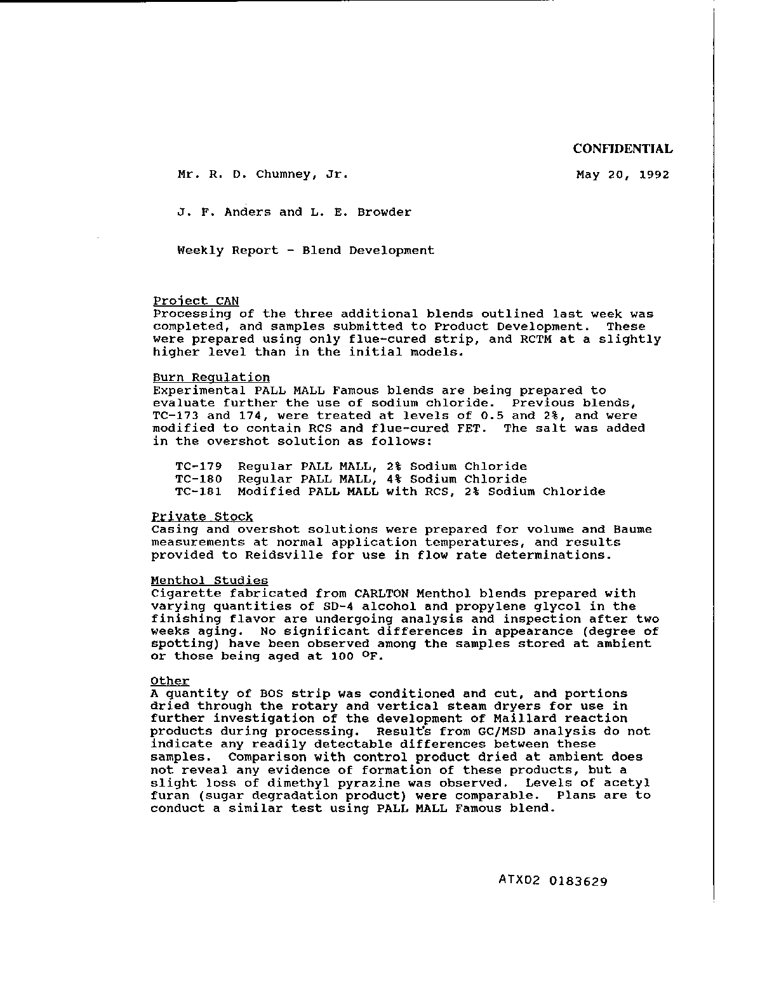 CONFIDENTIAL
Mr. R. D. Chumney, Jr.
May 20, 1992
J. F. Anders and L. E. Browder
Weekly Report - Blend Development
Project CAN
Processing of the three additional blends outlined last week was
completed, and samples submitted to Product Development. These
were prepared using only flue-cured strip, and RCTM at a slightly
higher level than in the initial models.
Burn Regulation
Experimental PALL MALL Famous blends are being prepared to
evaluate further the use of sodium chloride. Previous blends,
TC-173 and 174, were treated at levels of 0.5 and 2%, and were
modified to contain RCS and flue-cured FET. The salt was added
in the overshot solution as follows:
TC-179 Regular PALL MALL, 2% Sodium Chloride
TC-180 Regular PALL MALL, 4% Sodium Chloride
TC-181 Modified PALL MALL with RCS, 2% Sodium Chloride
Private Stock
Casing and overshot solutions were prepared for volume and Baume
measurements at normal application temperatures, and results
provided to Reidsville for use in flow rate determinations.
Menthol Studies
Cigarette fabricated from CARLTON Menthol blends prepared with
varying quantities of SD-4 alcohol and propylene glycol in the
finishing flavor are undergoing analysis and inspection after two
weeks aging. No significant differences in appearance (degree of
spotting) have been observed among the samples stored at ambient
or those being aged at 100 °F.
Other
A quantity of BOS strip was conditioned and cut, and portions
dried through the rotary and vertical steam dryers for use in
further investigation of the development of Maillard reaction
products during processing. Results from GC/MSD analysis do not
indicate any readily detectable differences between these
samples. Comparison with control product dried at ambient does
not reveal any evidence of formation of these products, but a
slight loss of dimethyl pyrazine was observed. Levels of acetyl
furan (sugar degradation product) were comparable. Plans are to
conduct a similar test using PALL MALL Famous blend.
ATX02 0183629